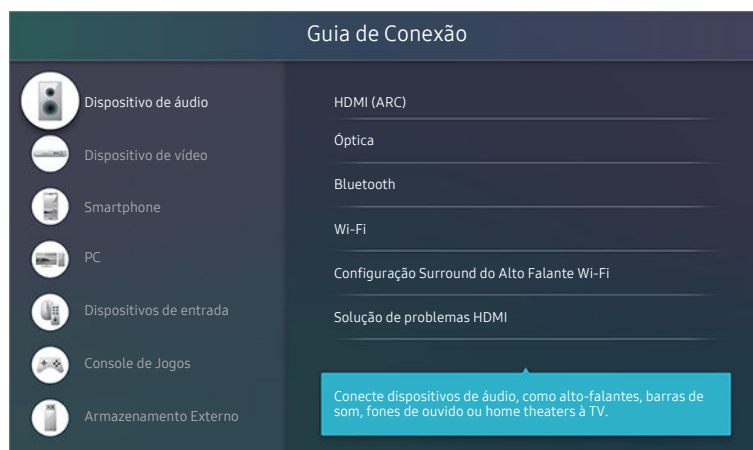 Guia de Conexão
Dispositivo de áudio
Dispositivo de vídeo
Smartphone
PC
Dispositivos de entrada
Console de Jogos
Armazenamento Externo
HDMI (ARC)
Óptica
Bluetooth
Wi-Fi
Configuração Surround do Alto Falante Wi-Fi
Solução de problemas HDMI
Conecte dispositivos de áudio, como alto-falantes, barras de
som, fones de ouvido ou home theaters à TV.